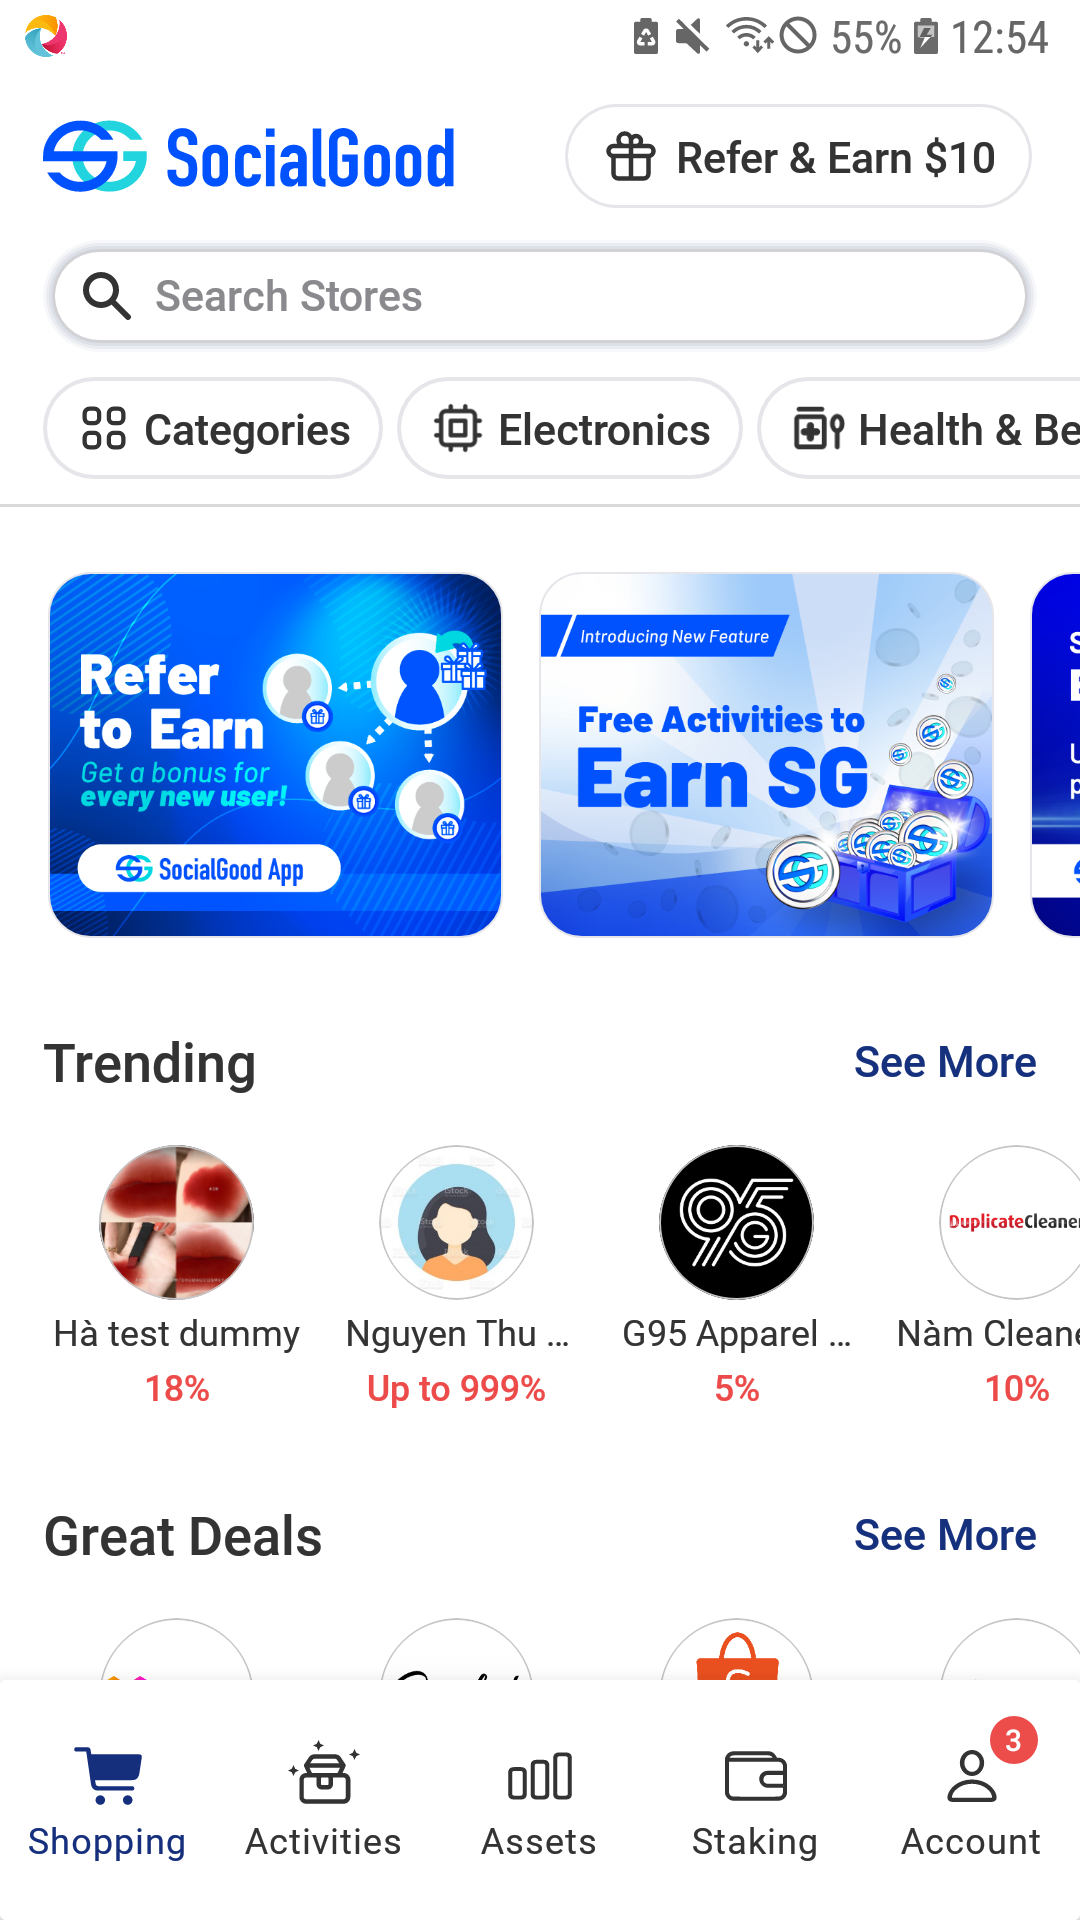 55% 12:54
SocialGood
Refer & Earn $10
Search Stores
Categories
Electronics
Health & Be
Refer
to Earn
Get a bonus for
every new user!
SocialGood App
Introducing New Feature
Free Activities to
Earn SG
Trending
See More
95
DuplicateCleaner
Hà test dummy
Nguyen Thu ...
G95 Apparel ...
Nàm Cleane
18%
Up to 999%
5%
10%
Great Deals
See More
3
Shopping
Activities
Assets
Staking
Account